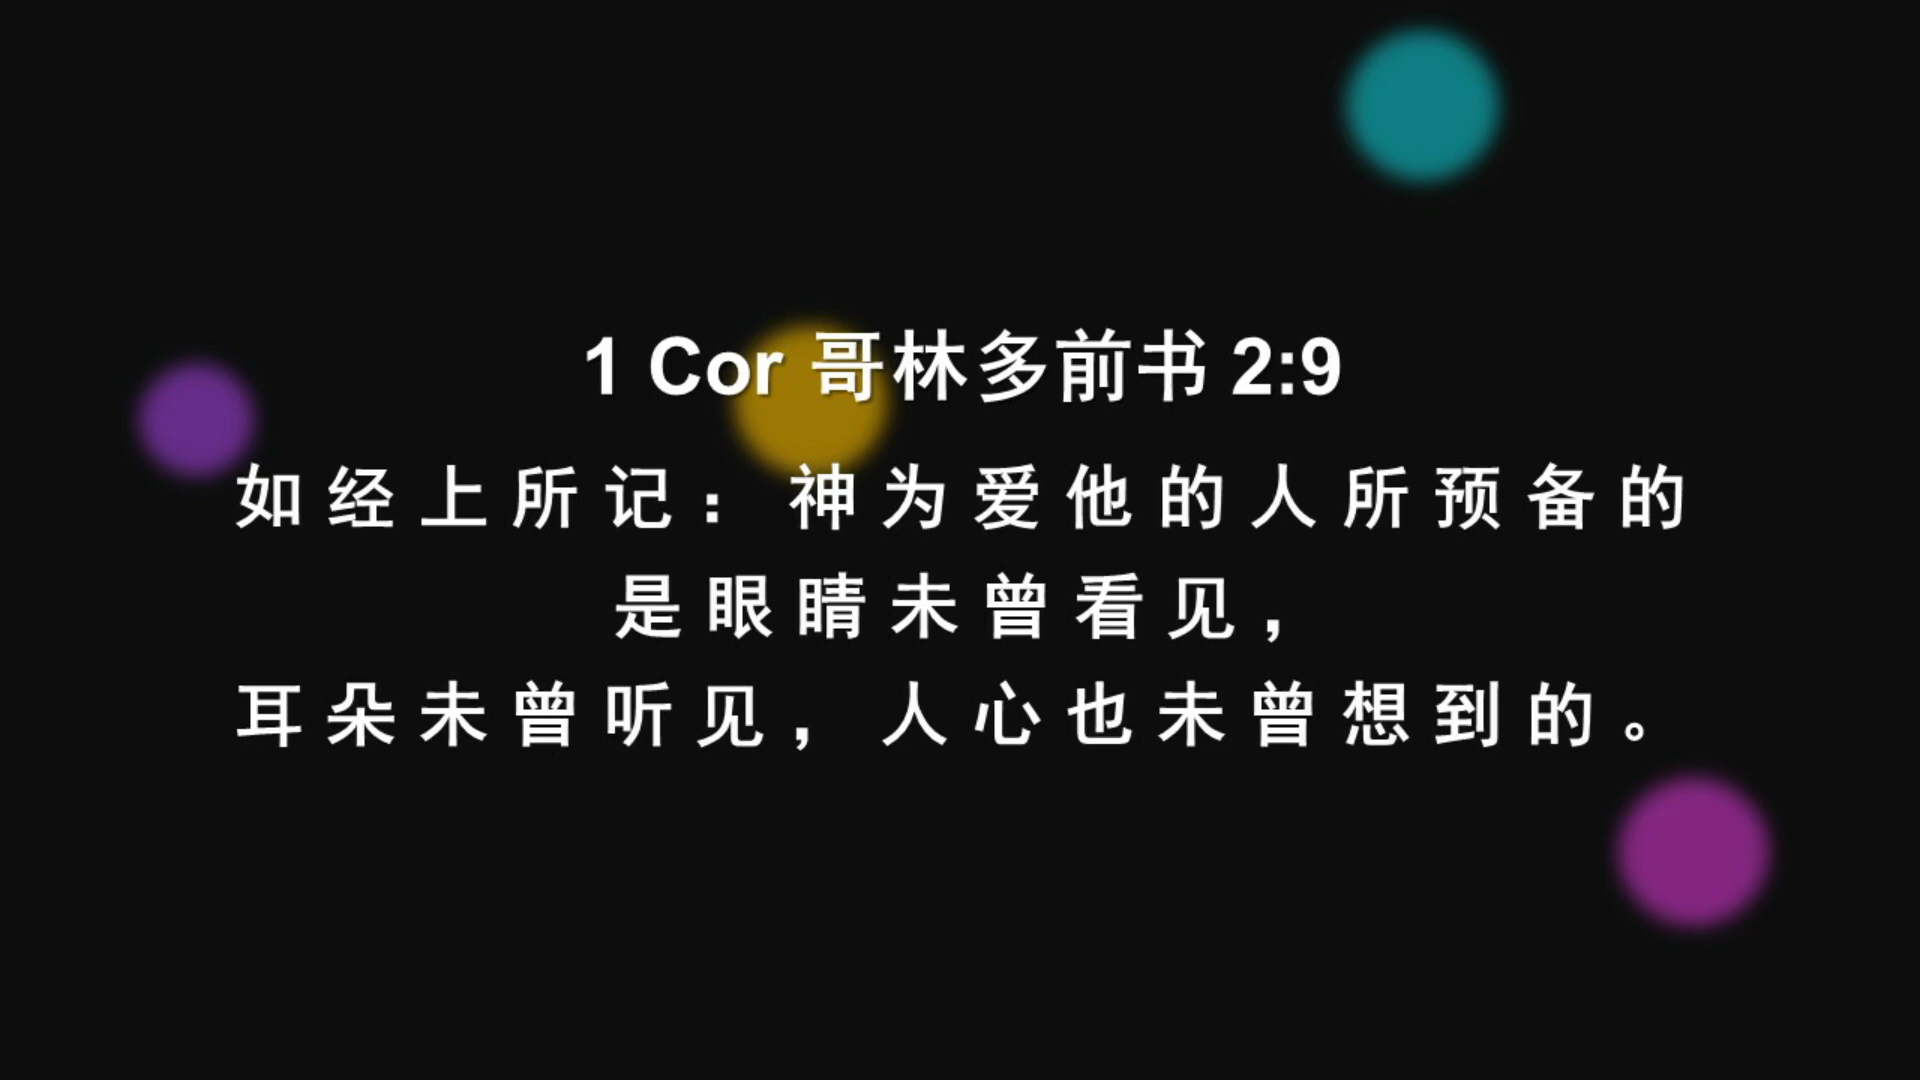 1 Cor 哥林多前书 2:9
如经上所记：神为爱他的人所预备的
是眼睛未曾看见，
耳朵未曾听见，人心也未曾想到的。